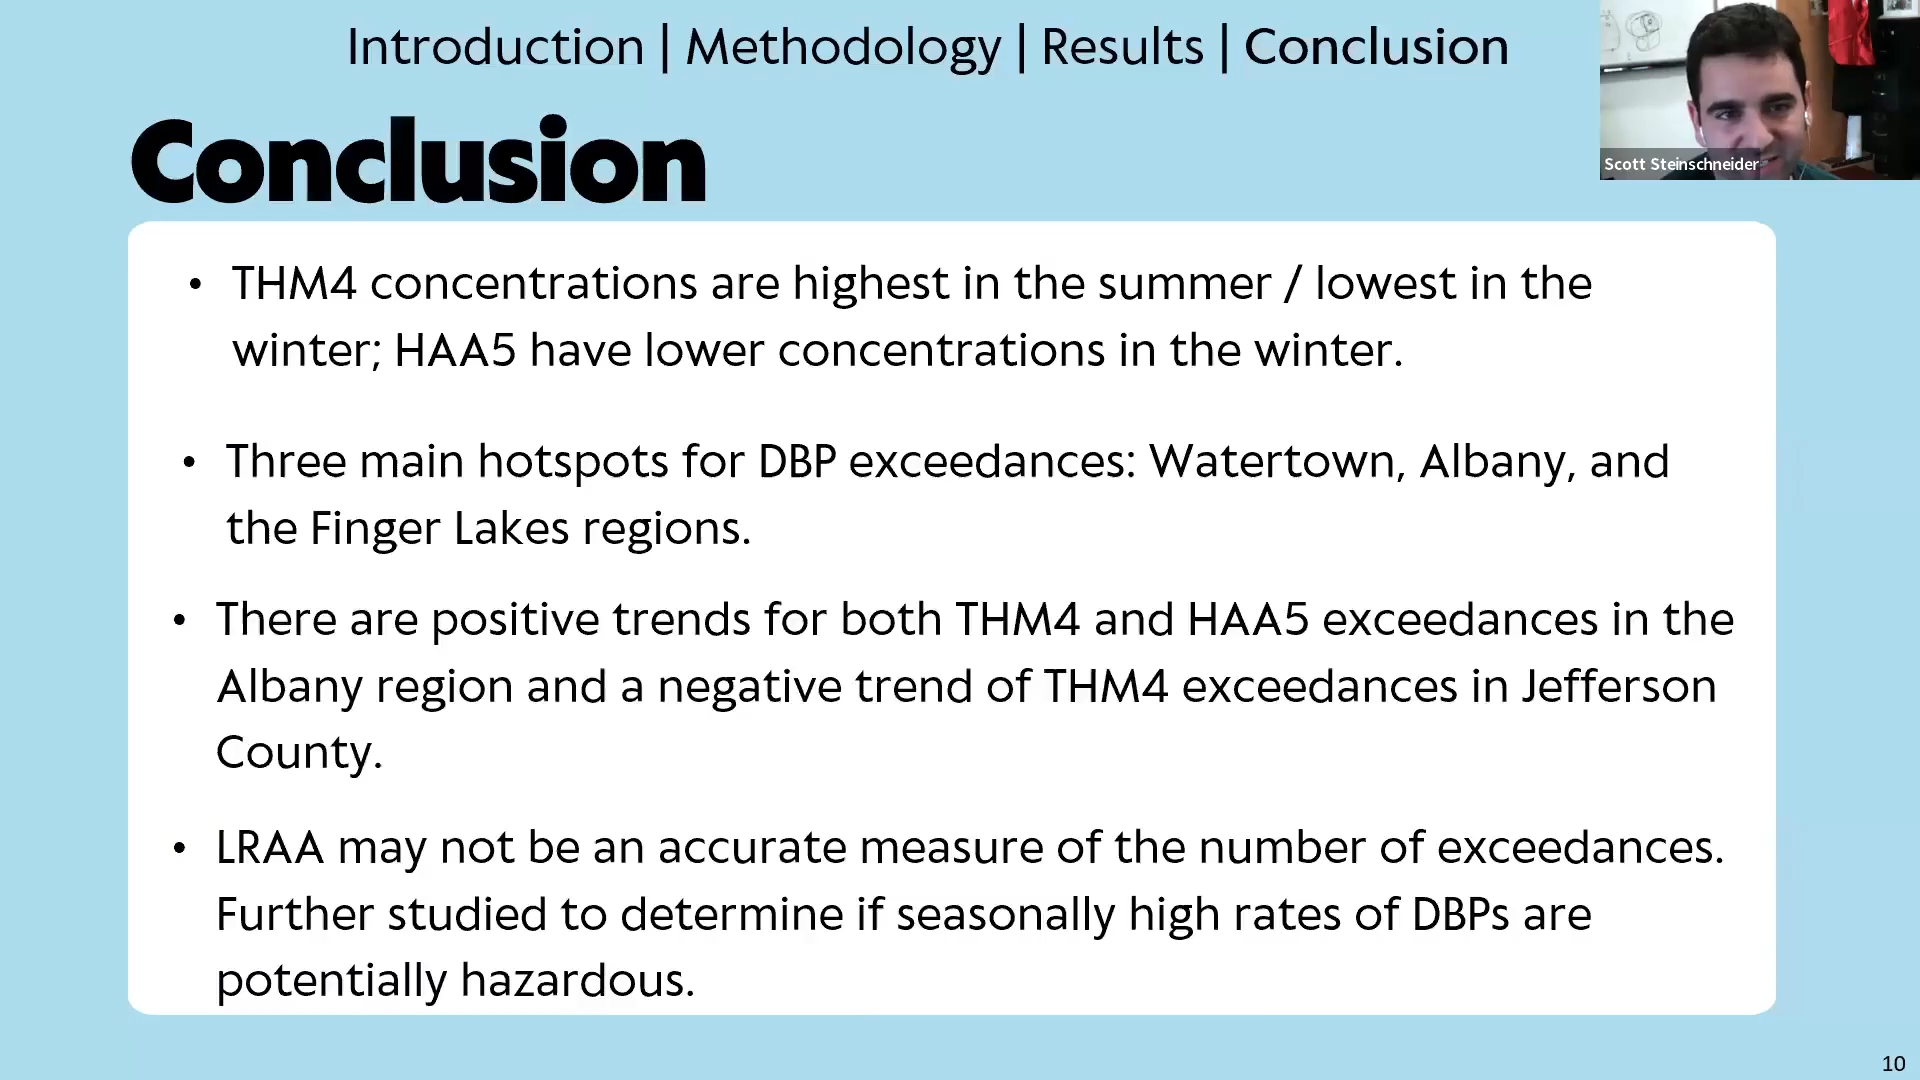 Introduction | Methodology | Results | Conclusion
Scott Steinschneider
Conclusion
• THM4 concentrations are highest in the summer / lowest in the
winter; HAA5 have lower concentrations in the winter.
• Three main hotspots for DBP exceedances: Watertown, Albany, and
the Finger Lakes regions.
• There are positive trends for both THM4 and HAA5 exceedances in the
Albany region and a negative trend of THM4 exceedances in Jefferson
County.
• LRAA may not be an accurate measure of the number of exceedances.
Further studied to determine if seasonally high rates of DBPs are
potentially hazardous.
10